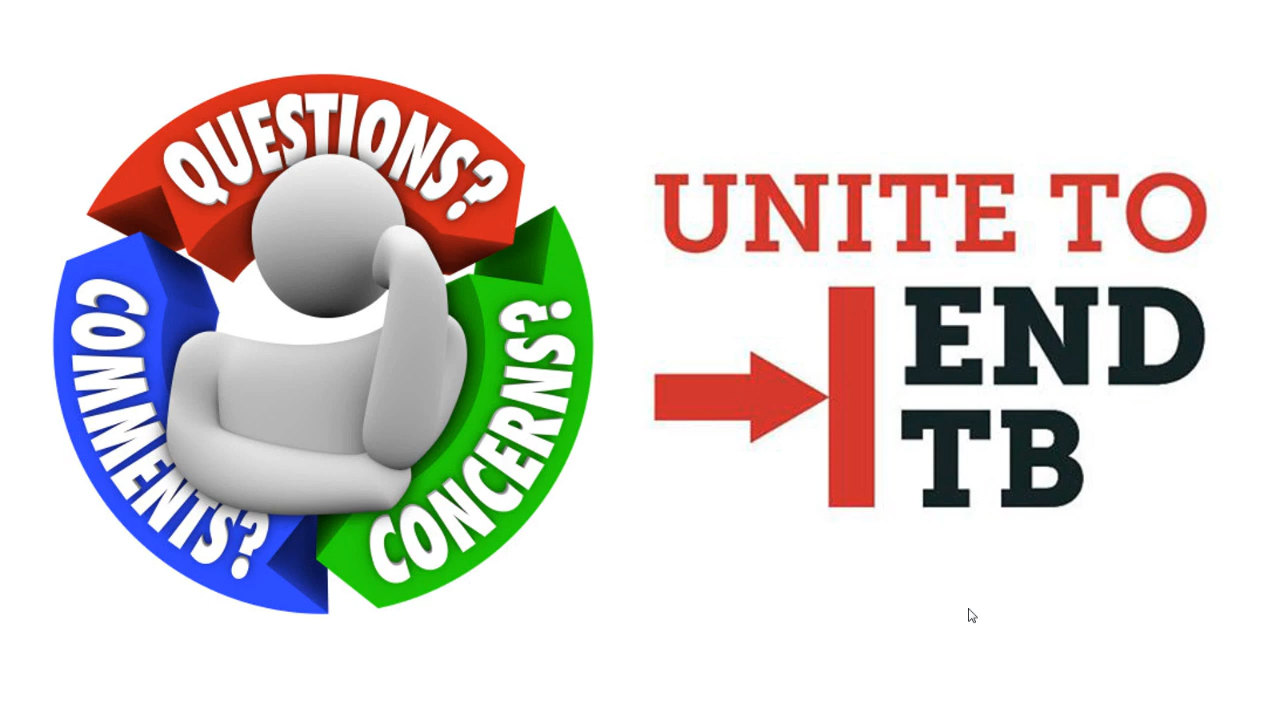 QUESTIONS?
CONCERNS?
COMMENTS?
UNITE TO
END
TB